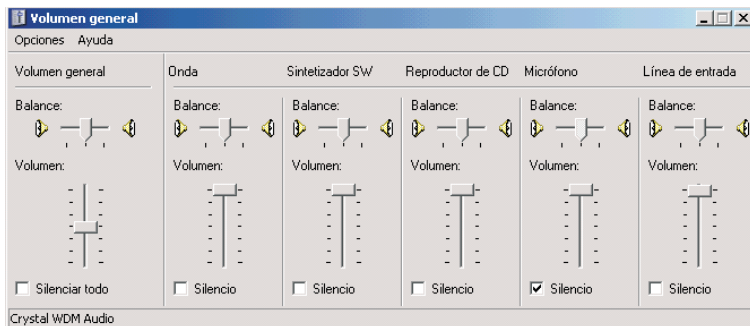 Volumen general
Opciones Ayuda
Volumen general Onda Sintetizador SW Reproductor de CD Micrófono Línea de entrada
Balance: Balance: Balance: Balance: Balance: Balance:
Volumen: Volumen: Volumen: Volumen: Volumen: Volumen:
Silenciar todo Silencio Silencio Silencio Silencio Silencio
Crystal WDM Audio